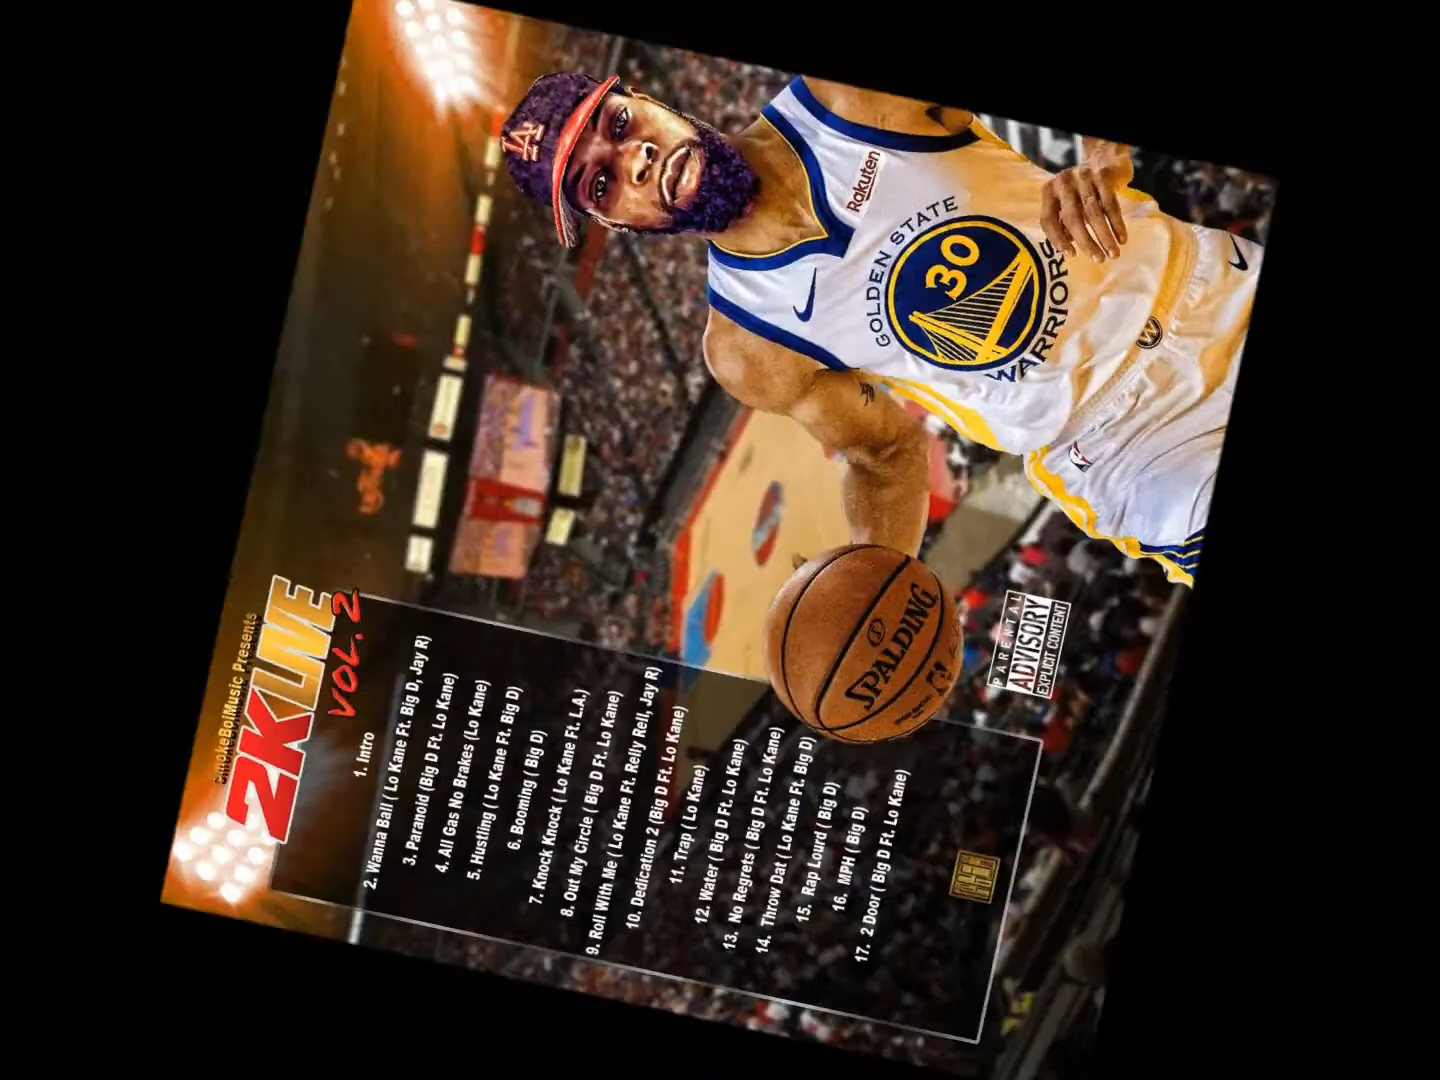 SmokeBoiMusic Presents
2KLIVE
VOL. 2
1. Intro
2. Wanna Ball ( Lo Kane Ft. Big D, Jay R)
3. Paranoid (Big D Ft. Lo Kane)
4. All Gas No Brakes (Lo Kane)
5. Hustling ( Lo Kane Ft. Big D)
6. Booming ( Big D)
7. Knock Knock ( Lo Kane Ft. L.A.)
8. Out My Circle ( Big D Ft. Lo Kane)
9. Roll With Me ( Lo Kane Ft. Relly Rell, Jay R)
10. Dedication 2 (Big D Ft. Lo Kane)
11. Trap ( Lo Kane)
12. Water ( Big D Ft. Lo Kane)
13. No Regrets ( Big D Ft. Lo Kane)
14. Throw Dat ( Lo Kane Ft. Big D)
15. Rap Lourd ( Big D)
16. MPH ( Big D)
17. 2 Door ( Big D Ft. Lo Kane)
LA
Rakuten
GOLDEN STATE
30
WARRIORS
W
SPALDING
PARENTAL
ADVISORY
EXPLICIT CONTENT